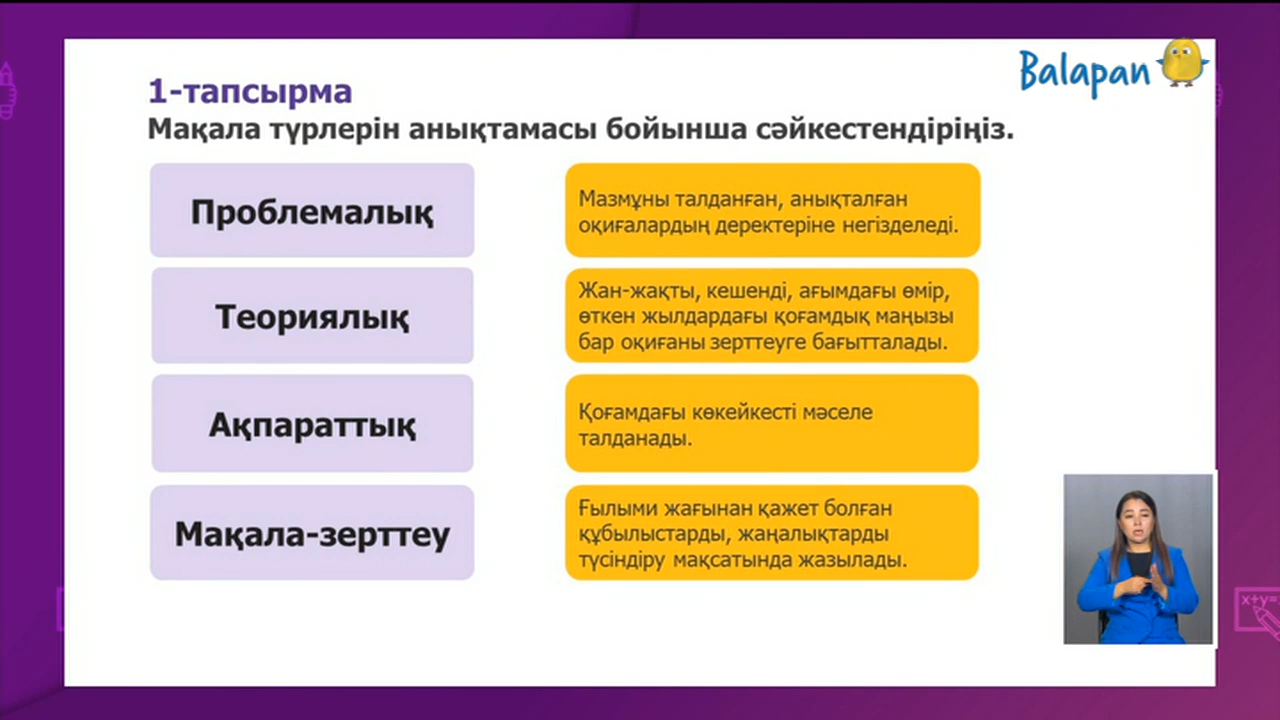 Balapan
1-тапсырма
Мақала түрлерін анықтамасы бойынша сәйкестендіріңіз.
Проблемалық
Мазмұны талданған, анықталған
оқиғалардың деректеріне негізделеді.
Теориялық
Жан-жақты, кешенді, ағымдағы өмір,
өткен жылдардағы қоғамдық маңызы
бар оқиғаны зерттеуге бағытталады.
Ақпараттық
Қоғамдағы көкейкесті мәселе
талданады.
Мақала-зерттеу
Ғылыми жағынан қажет болған
құбылыстарды, жаңалықтарды
түсіндіру мақсатында жазылады.
x+y=